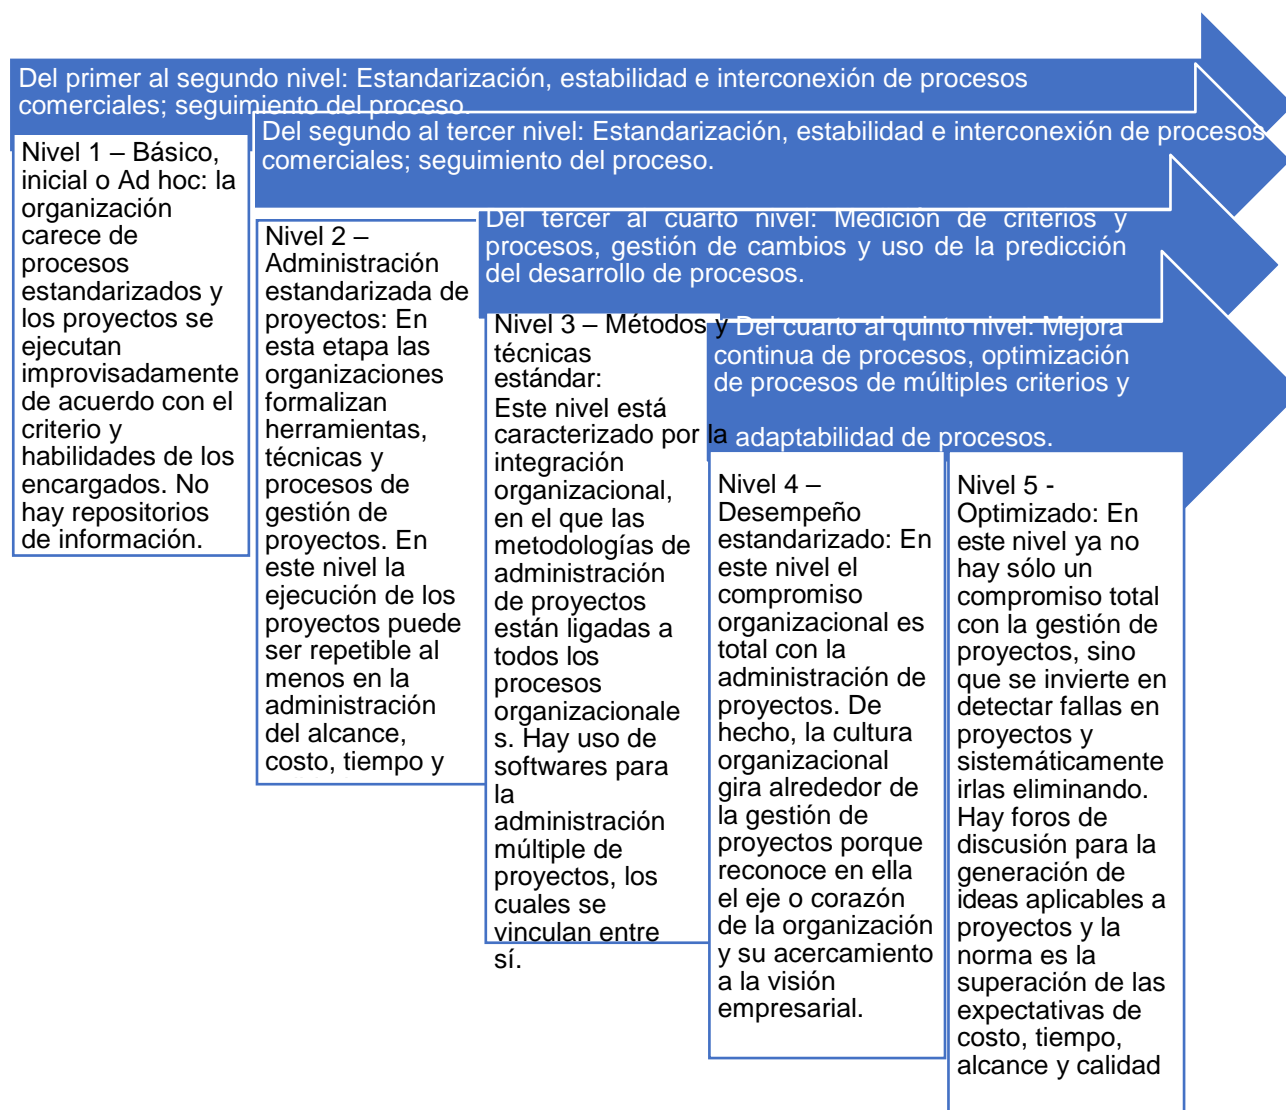 Del primer al segundo nivel: Estandarización, estabilidad e interconexión de procesos
comerciales; seguimiento del proceso.
Nivel 1 – Básico,
inicial o Ad hoc: la
organización
carece de
procesos
estandarizados y
los proyectos se
ejecutan
improvisadamente
de acuerdo con el
criterio y
habilidades de los
encargados. No
hay repositorios
de información.
Del segundo al tercer nivel: Estandarización, estabilidad e interconexión de procesos
comerciales; seguimiento del proceso.
Nivel 2 –
Administración
estandarizada de
proyectos: En
esta etapa las
organizaciones
formalizan
herramientas,
técnicas y
procesos de
gestión de
proyectos. En
este nivel la
ejecución de los
proyectos puede
ser repetible al
menos en la
administración
del alcance,
costo, tiempo y
Del tercer al cuarto nivel: Medición de criterios y
procesos, gestión de cambios y uso de la predicción
del desarrollo de procesos.
Nivel 3 – Métodos y
técnicas
estándar:
Este nivel está
caracterizado por la
integración
organizacional,
en el que las
metodologías de
administración
de proyectos
están ligadas a
todos los
procesos
organizacionale
s. Hay uso de
softwares para
la
administración
múltiple de
proyectos, los
cuales se
vinculan entre
sí.
Del cuarto al quinto nivel: Mejora
continua de procesos, optimización
de procesos de múltiples criterios y
adaptabilidad de procesos.
Nivel 4 –
Desempeño
estandarizado: En
este nivel el
compromiso
organizacional es
total con la
administración de
proyectos. De
hecho, la cultura
organizacional
gira alrededor de
la gestión de
proyectos porque
reconoce en ella
el eje o corazón
de la organización
y su acercamiento
a la visión
empresarial.
Nivel 5 -
Optimizado: En
este nivel ya no
hay sólo un
compromiso total
con la gestión de
proyectos, sino
que se invierte en
detectar fallas en
proyectos y
sistemáticamente
irlas eliminando.
Hay foros de
discusión para la
generación de
ideas aplicables a
proyectos y la
norma es la
superación de las
expectativas de
costo, tiempo,
alcance y calidad